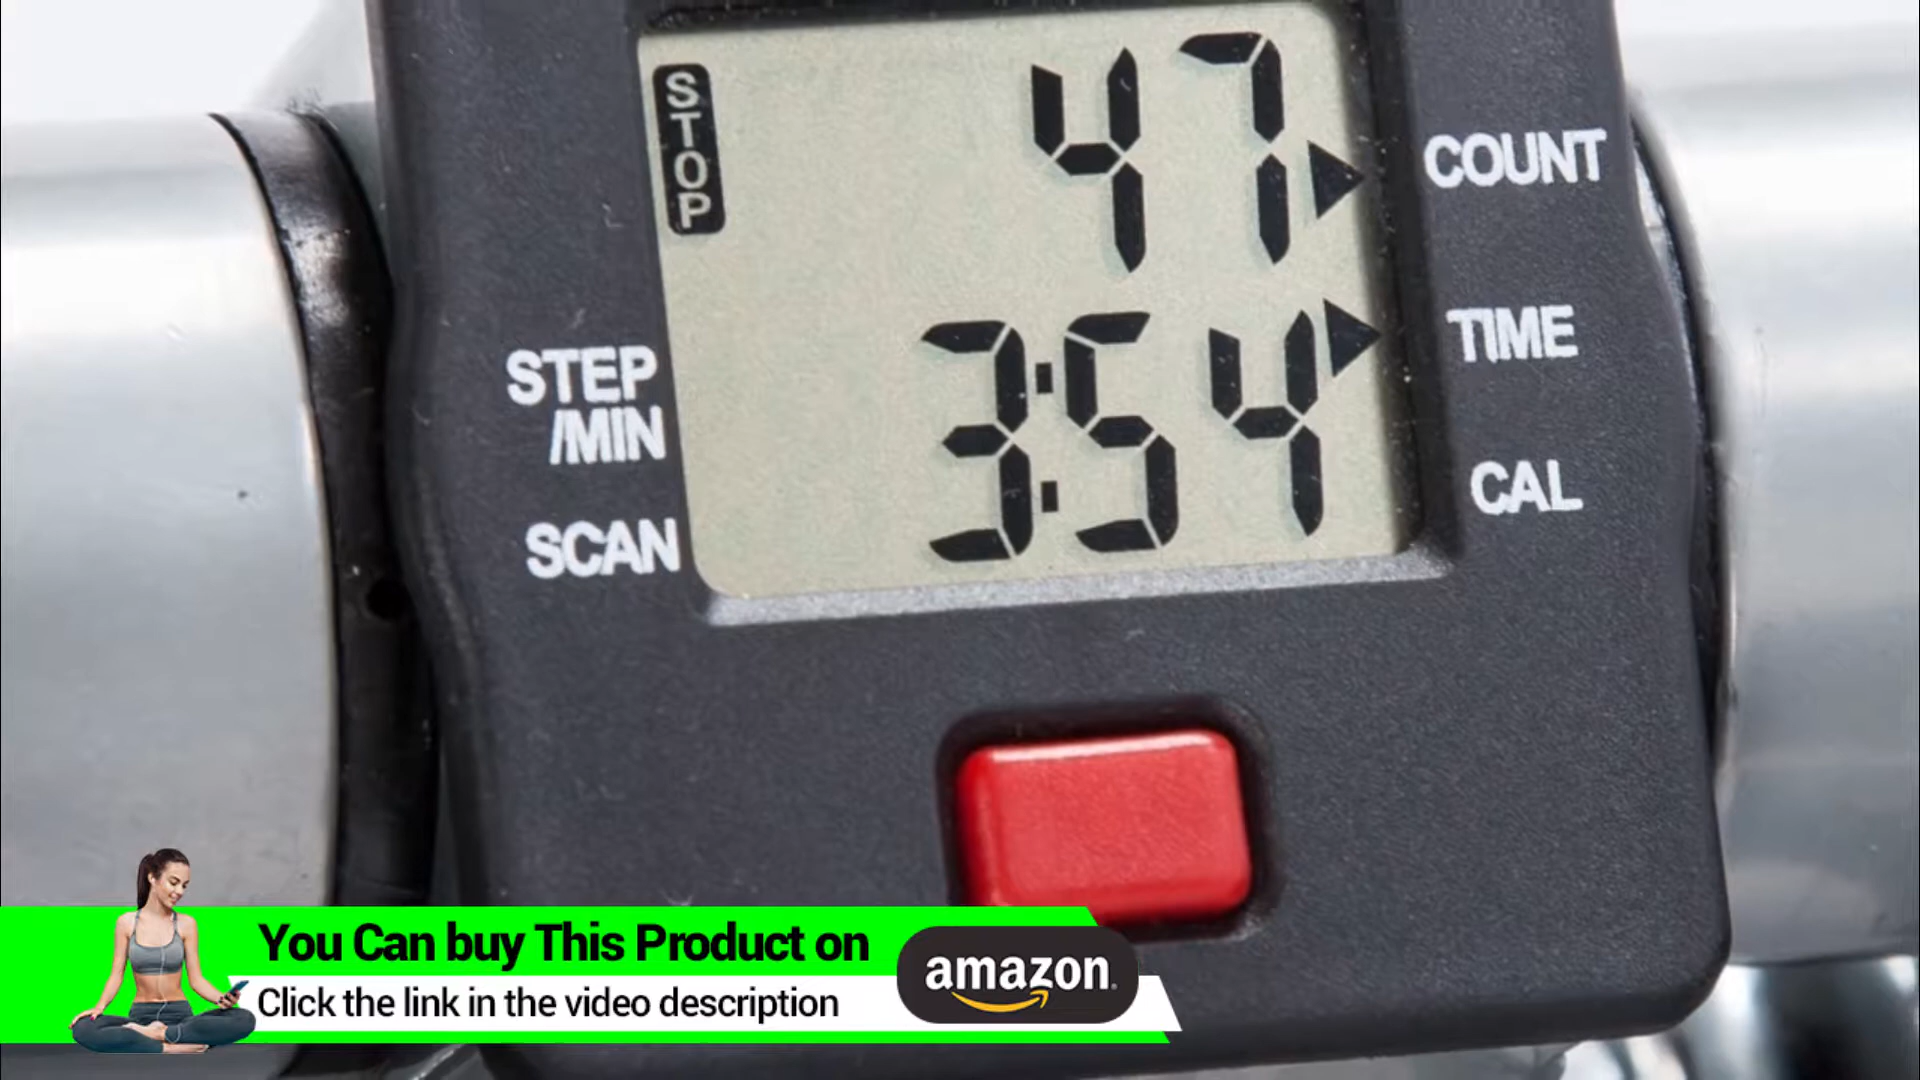 STOP
47
COUNT
3:54
TIME
STEP
/MIN
CAL
SCAN
You Can buy This Product on
Click the link in the video description
amazon